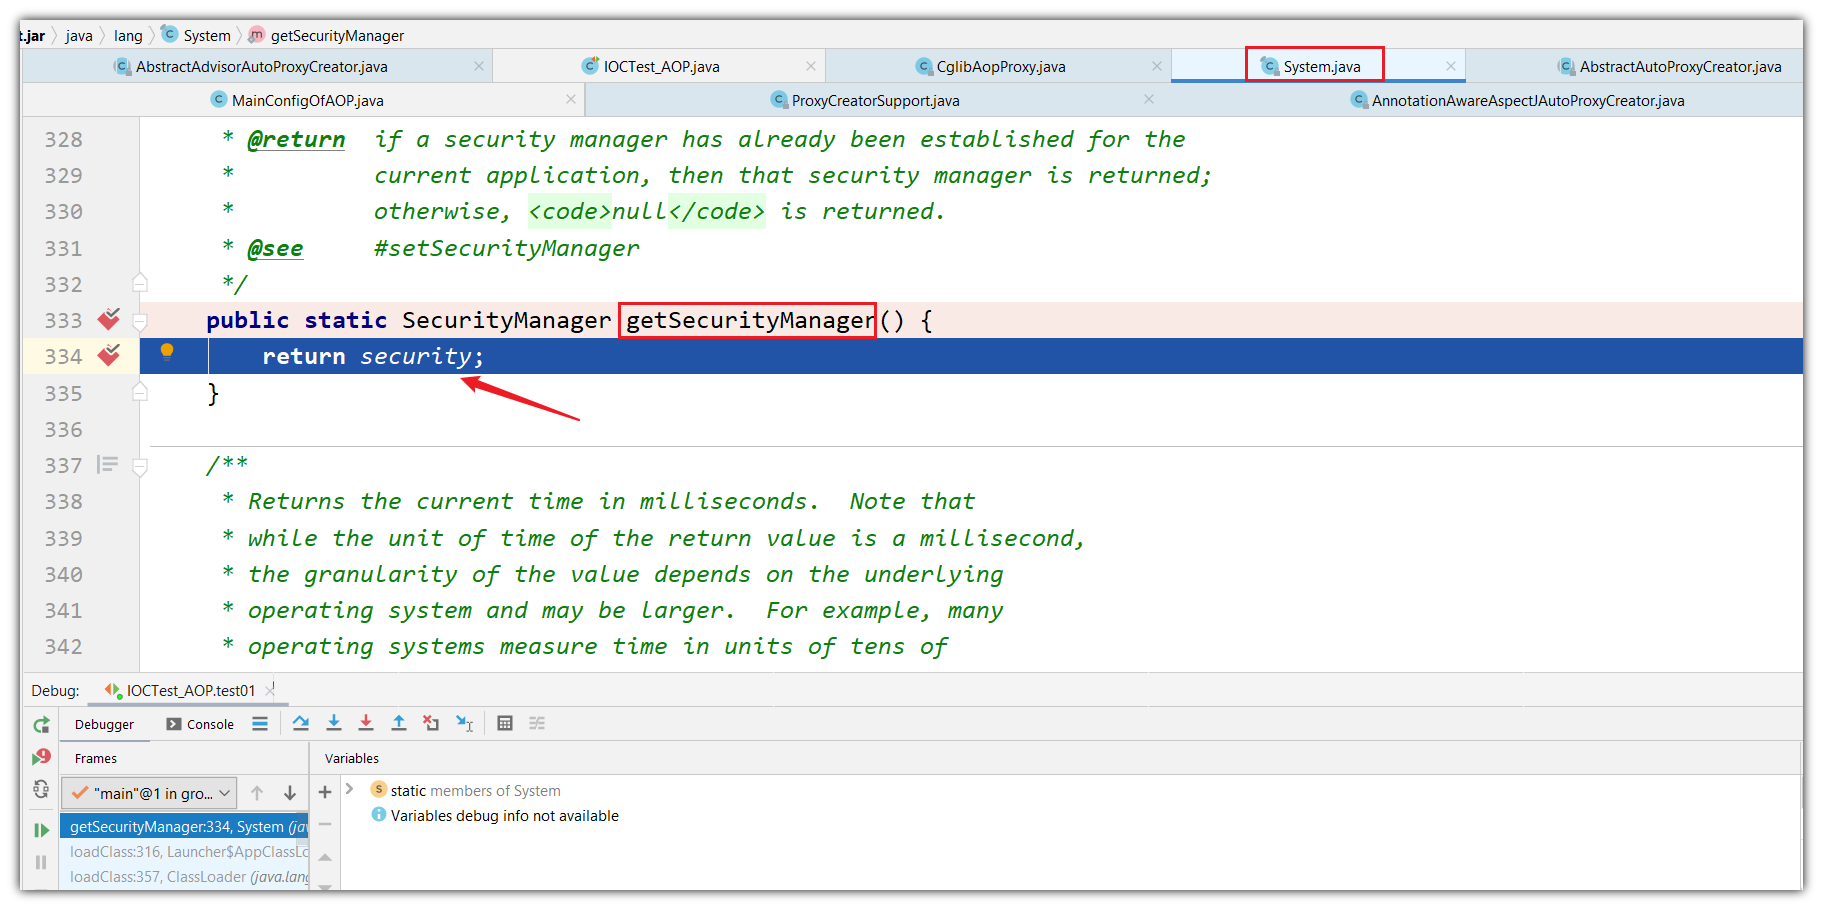 t.jar java lang System getSecurityManager
AbstractAdvisorAutoProxyCreator.java IOCTest_AOP.java CglibAopProxy.java System.java AbstractAutoProxyCreator.java
MainConfigOfAOP.java ProxyCreatorSupport.java AnnotationAwareAspectJAutoProxyCreator.java
328 * @return if a security manager has already been established for the
329 * current application, then that security manager is returned;
330 * otherwise, <code>null</code> is returned.
331 * @see #setSecurityManager
332 */
333 public static SecurityManager getSecurityManager() {
334 return security;
335 }
336
337 /**
338 * Returns the current time in milliseconds. Note that
339 * while the unit of time of the return value is a millisecond,
340 * the granularity of the value depends on the underlying
341 * operating system and may be larger. For example, many
342 * operating systems measure time in units of tens of
Debug: IOCTest_AOP.test01
Debugger Console
Frames Variables
"main"@1 in gro...
static members of System
Variables debug info not available
getSecurityManager:334, System (jav
loadClass:316, Launcher$AppClassLo
loadClass:357, ClassLoader (java.lang